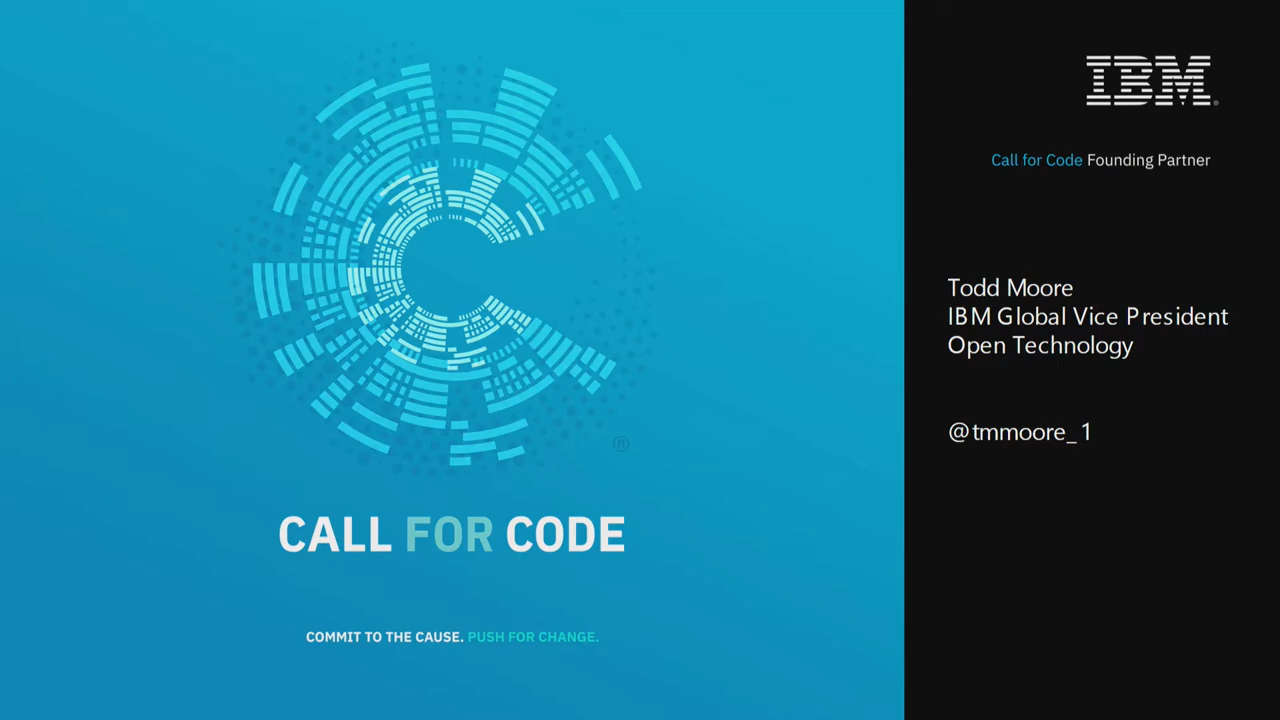 CALL FOR CODE
®
COMMIT TO THE CAUSE. PUSH FOR CHANGE.
IBM®
Call for Code Founding Partner
Todd Moore
IBM Global Vice President
Open Technology
@tmmoore_1